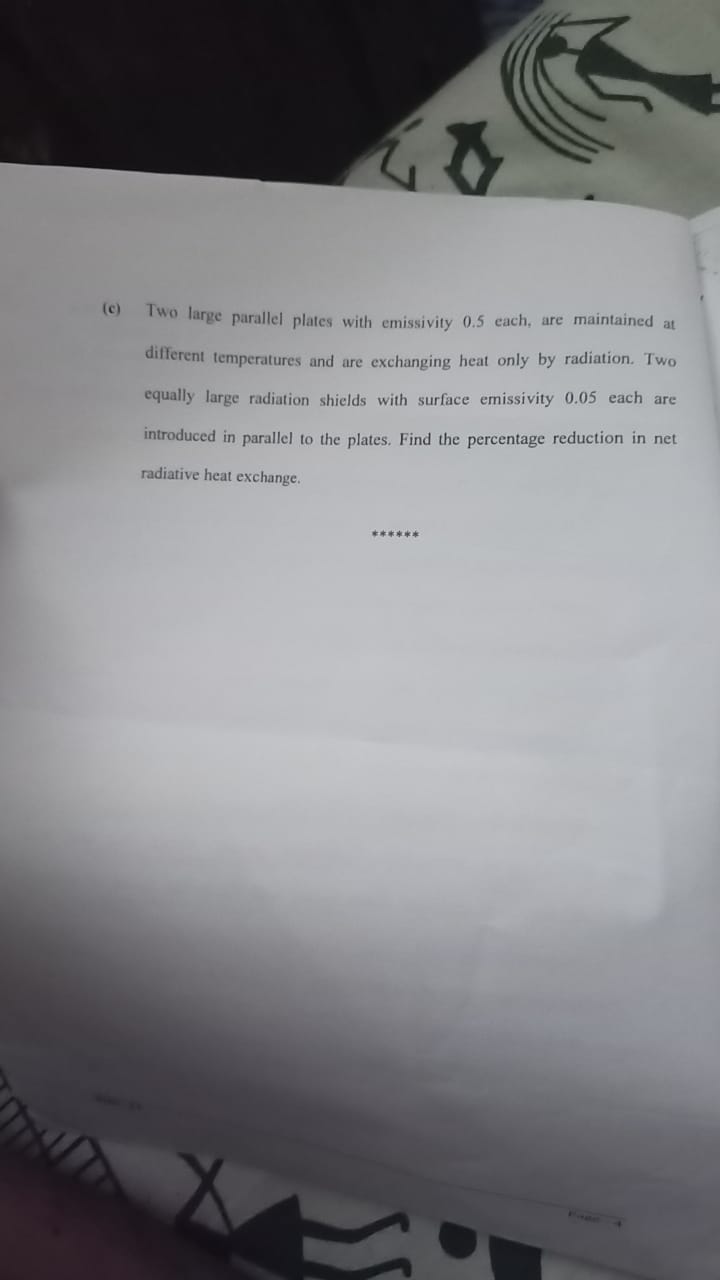 (c) Two large parallel plates with emissivity 0.5 each, are maintained at
different temperatures and are exchanging heat only by radiation. Two
equally large radiation shields with surface emissivity 0.05 each are
introduced in parallel to the plates. Find the percentage reduction in net
radiative heat exchange.
******